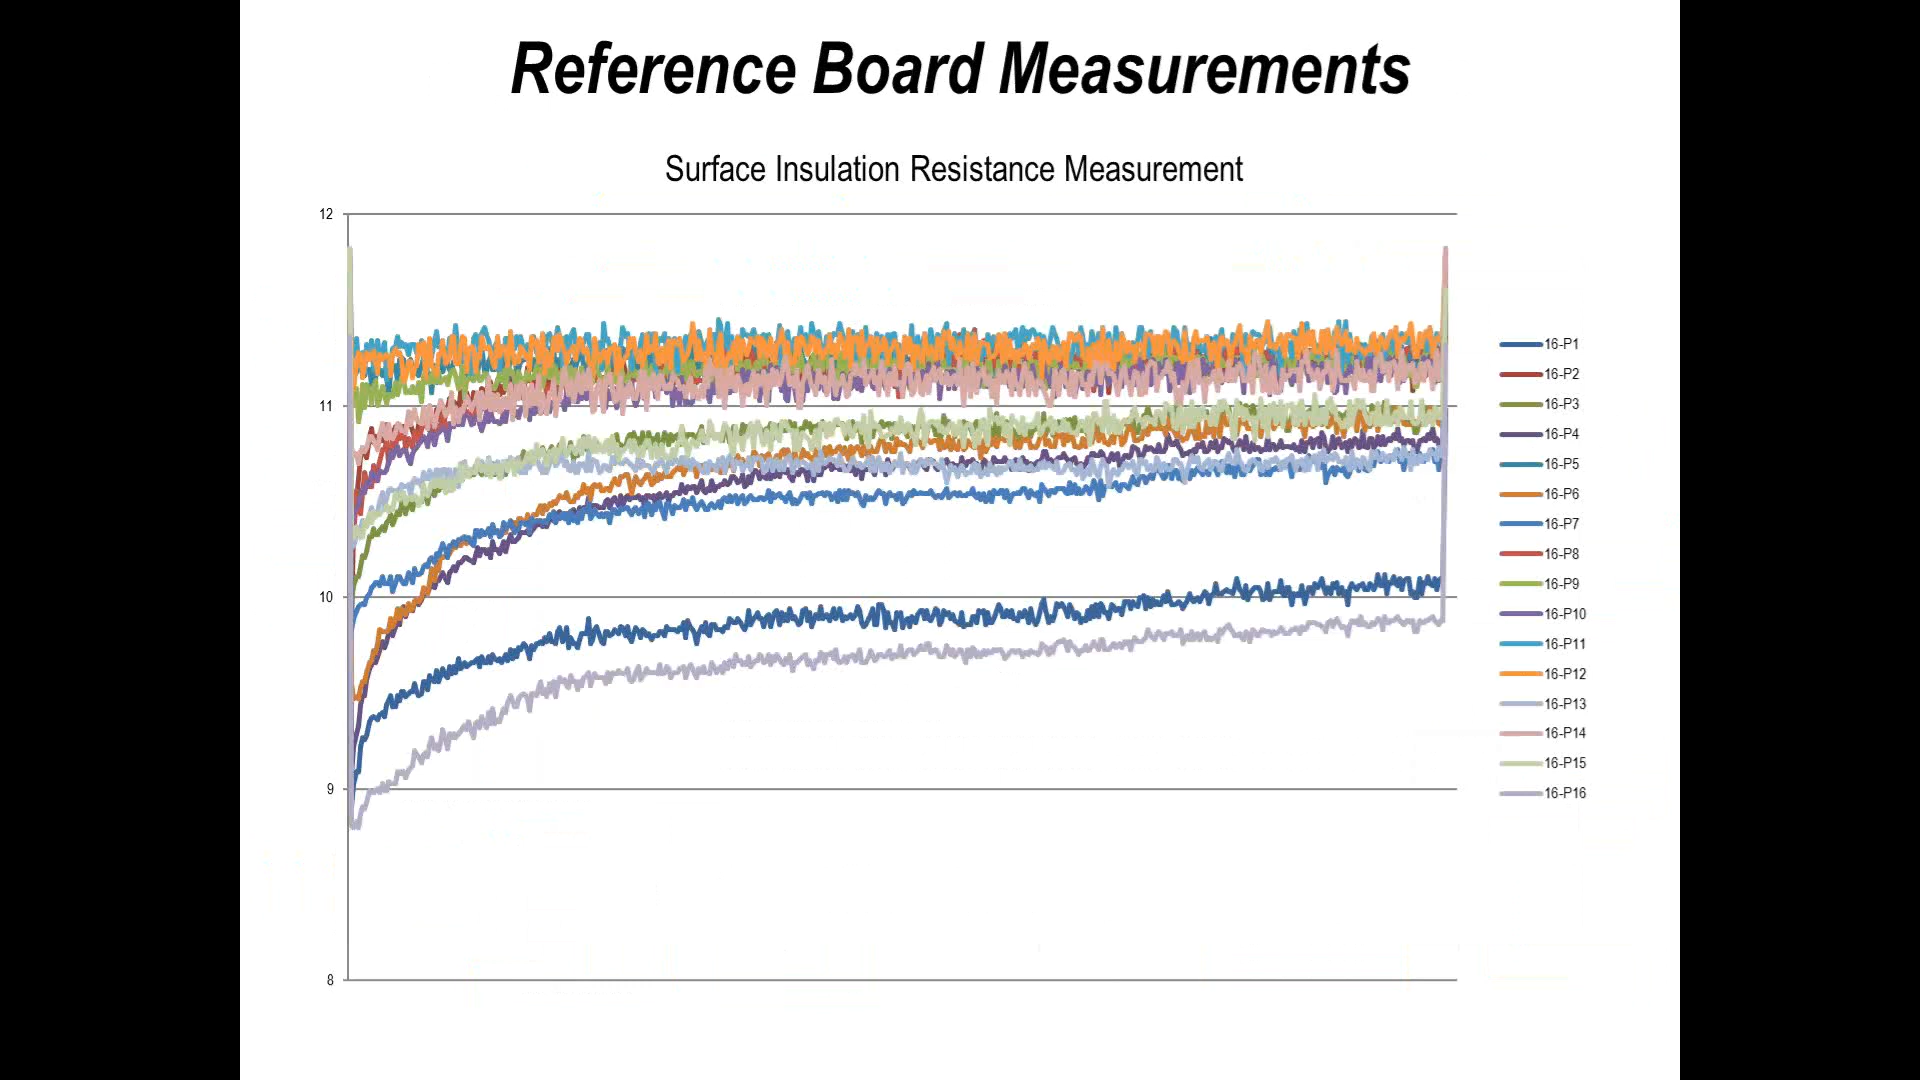 Reference Board Measurements
Surface Insulation Resistance Measurement
12
11
10
9
8
16-P1
16-P2
16-P3
16-P4
16-P5
16-P6
16-P7
16-P8
16-P9
16-P10
16-P11
16-P12
16-P13
16-P14
16-P15
16-P16